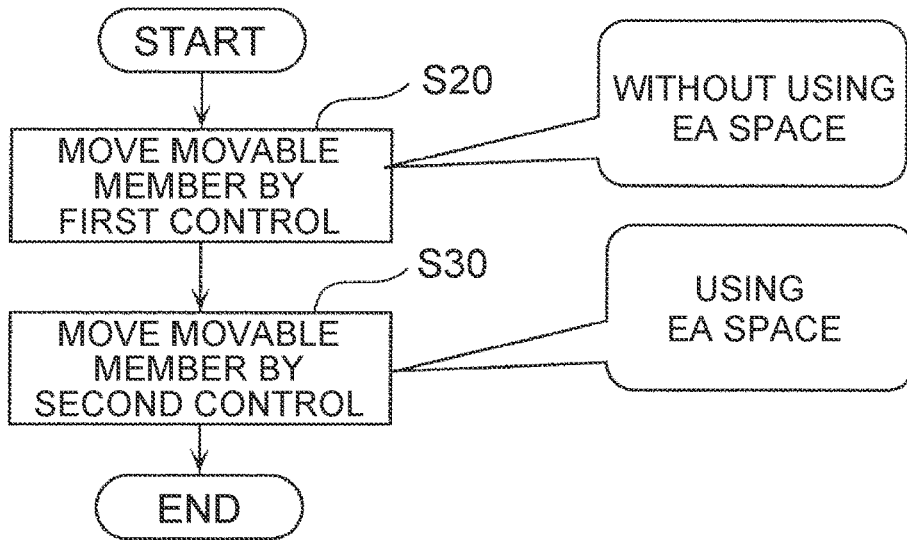 START
S20
MOVE MOVABLE
MEMBER BY
FIRST CONTROL
WITHOUT USING
EA SPACE
S30
MOVE MOVABLE
MEMBER BY
SECOND CONTROL
USING
EA SPACE
END